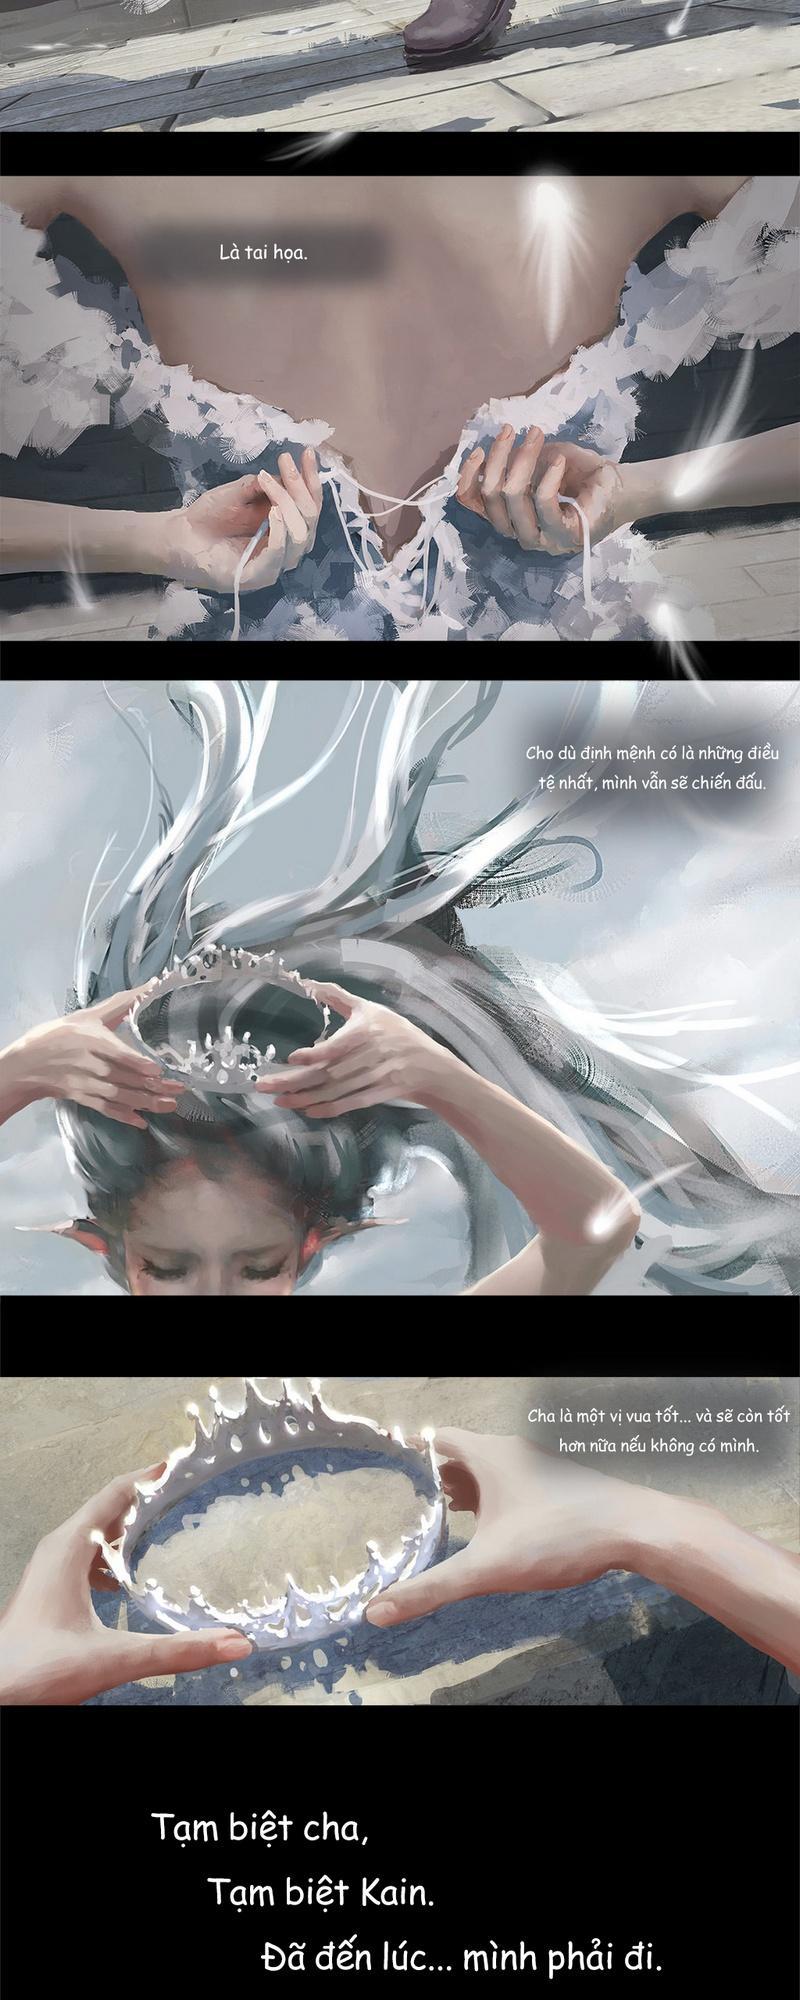 Là tai họa.
Cho dù định mệnh có là những điều
tệ nhất, mình vẫn sẽ chiến đấu.
Cha là một vị vua tốt... và sẽ còn tốt
hơn nữa nếu không có mình.
Tạm biệt cha,
Tạm biệt Kain.
Đã đến lúc... mình phải đi.